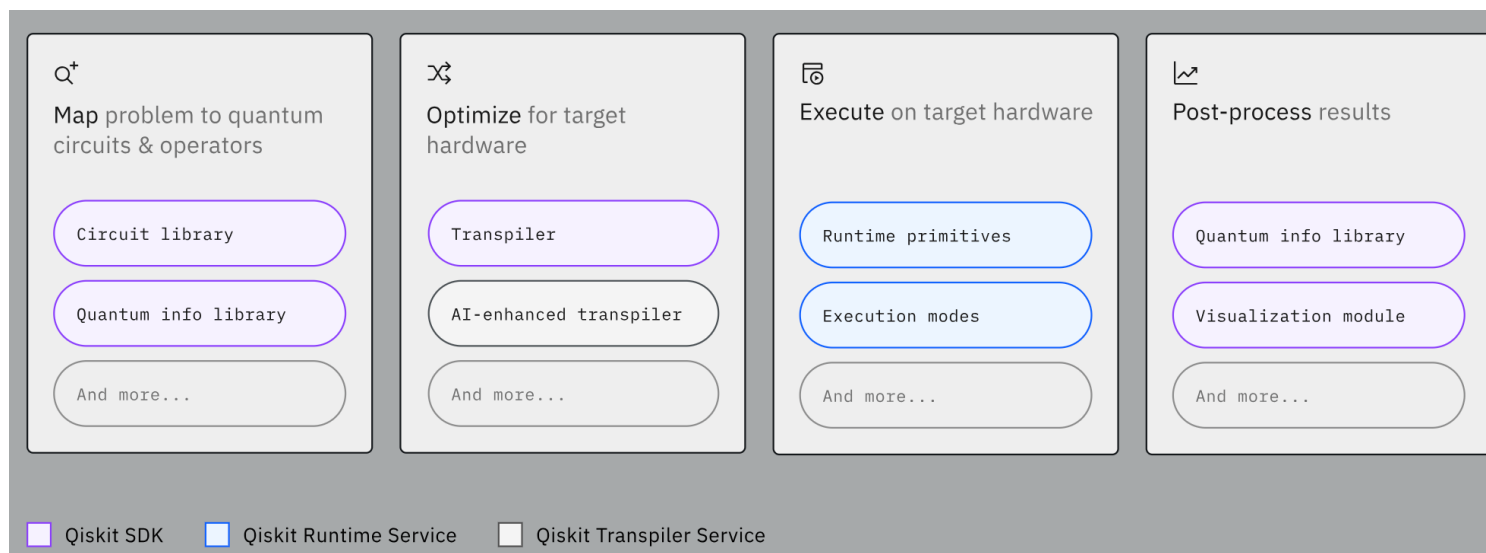 Map problem to quantum
circuits & operators
Circuit library
Quantum info library
And more...
Optimize for target
hardware
Transpiler
AI-enhanced transpiler
And more...
Execute on target hardware
Runtime primitives
Execution modes
And more...
Post-process results
Quantum info library
Visualization module
And more...
Qiskit SDK
Qiskit Runtime Service
Qiskit Transpiler Service